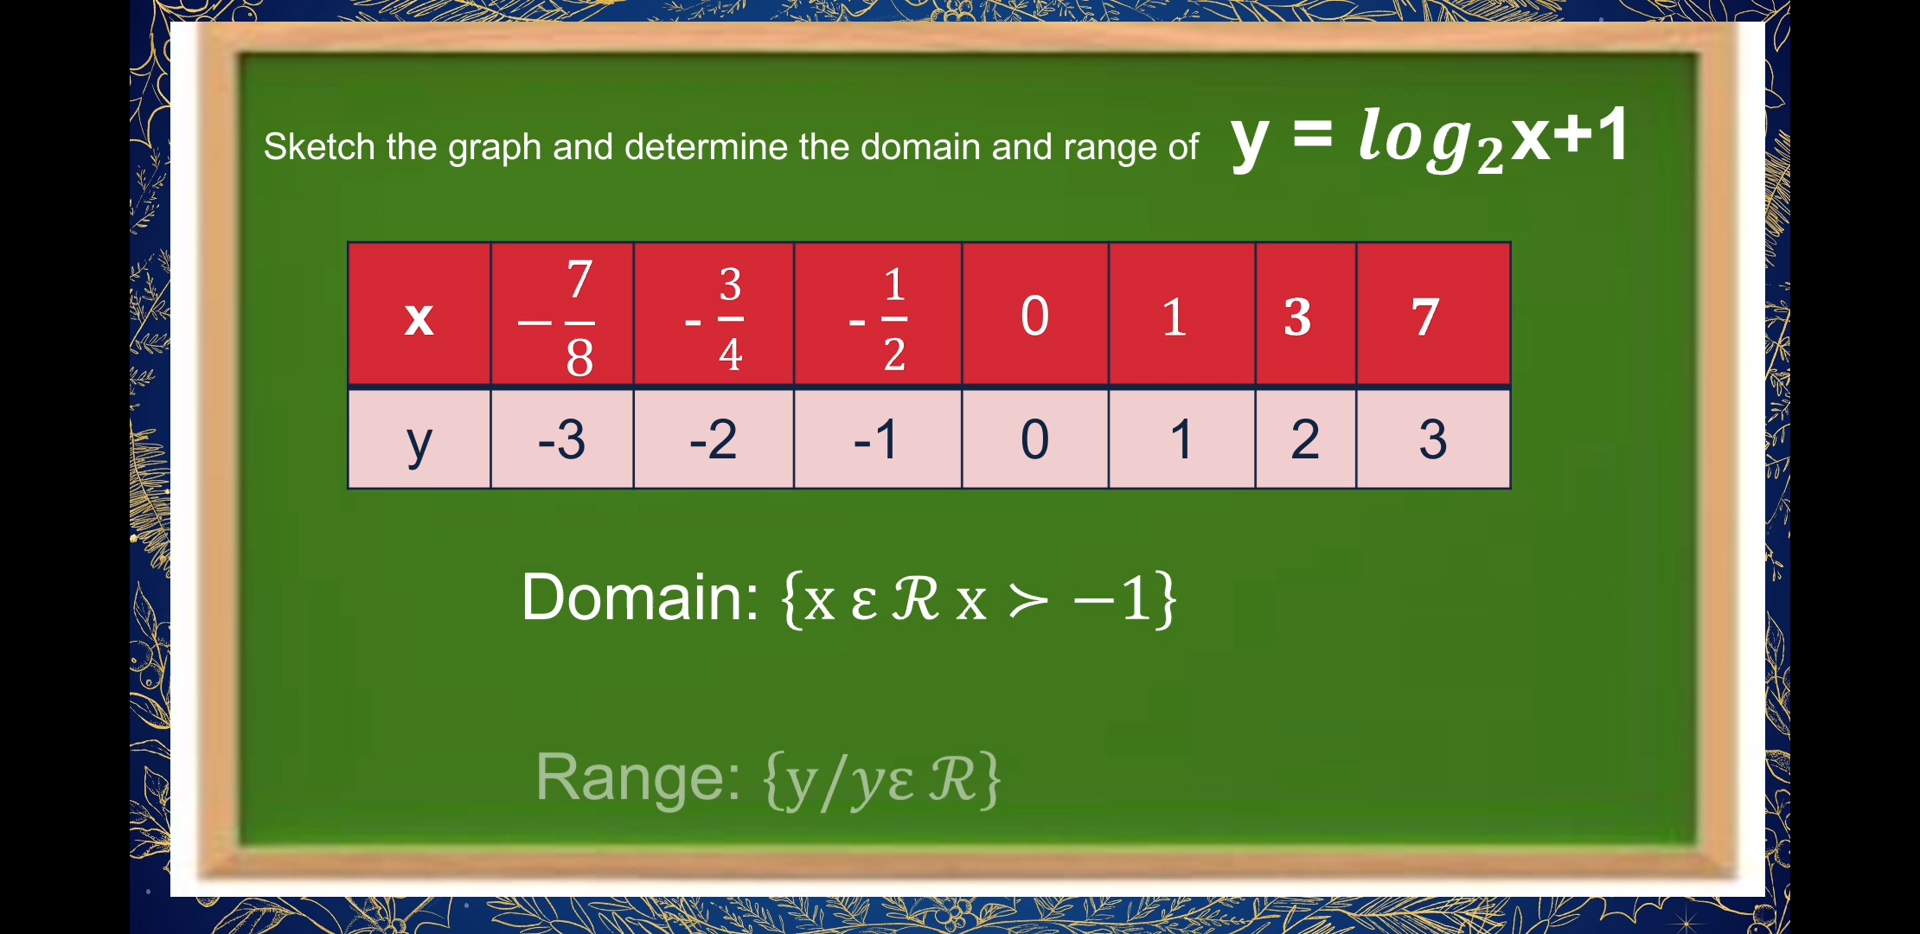 Sketch the graph and determine the domain and range of y = log₂x+1
x −7/8 -3/4 -1/2 0 1 3 7
y -3 -2 -1 0 1 2 3
Domain: {x ε ℛ x ≻ −1}
Range: {y/yε ℛ}